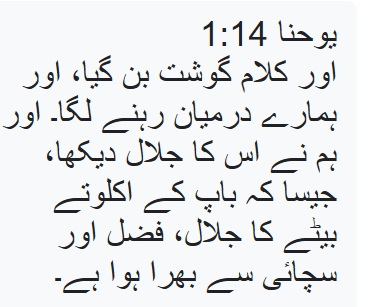 یوحنا 1:14
اور کلام گوشت بن گیا، اور
ہمارے درمیان رہنے لگا۔ اور
ہم نے اس کا جلال دیکھا،
جیسا کہ باپ کے اکلوتے
بیٹے کا جلال، فضل اور
سچائی سے بھرا ہوا ہے۔